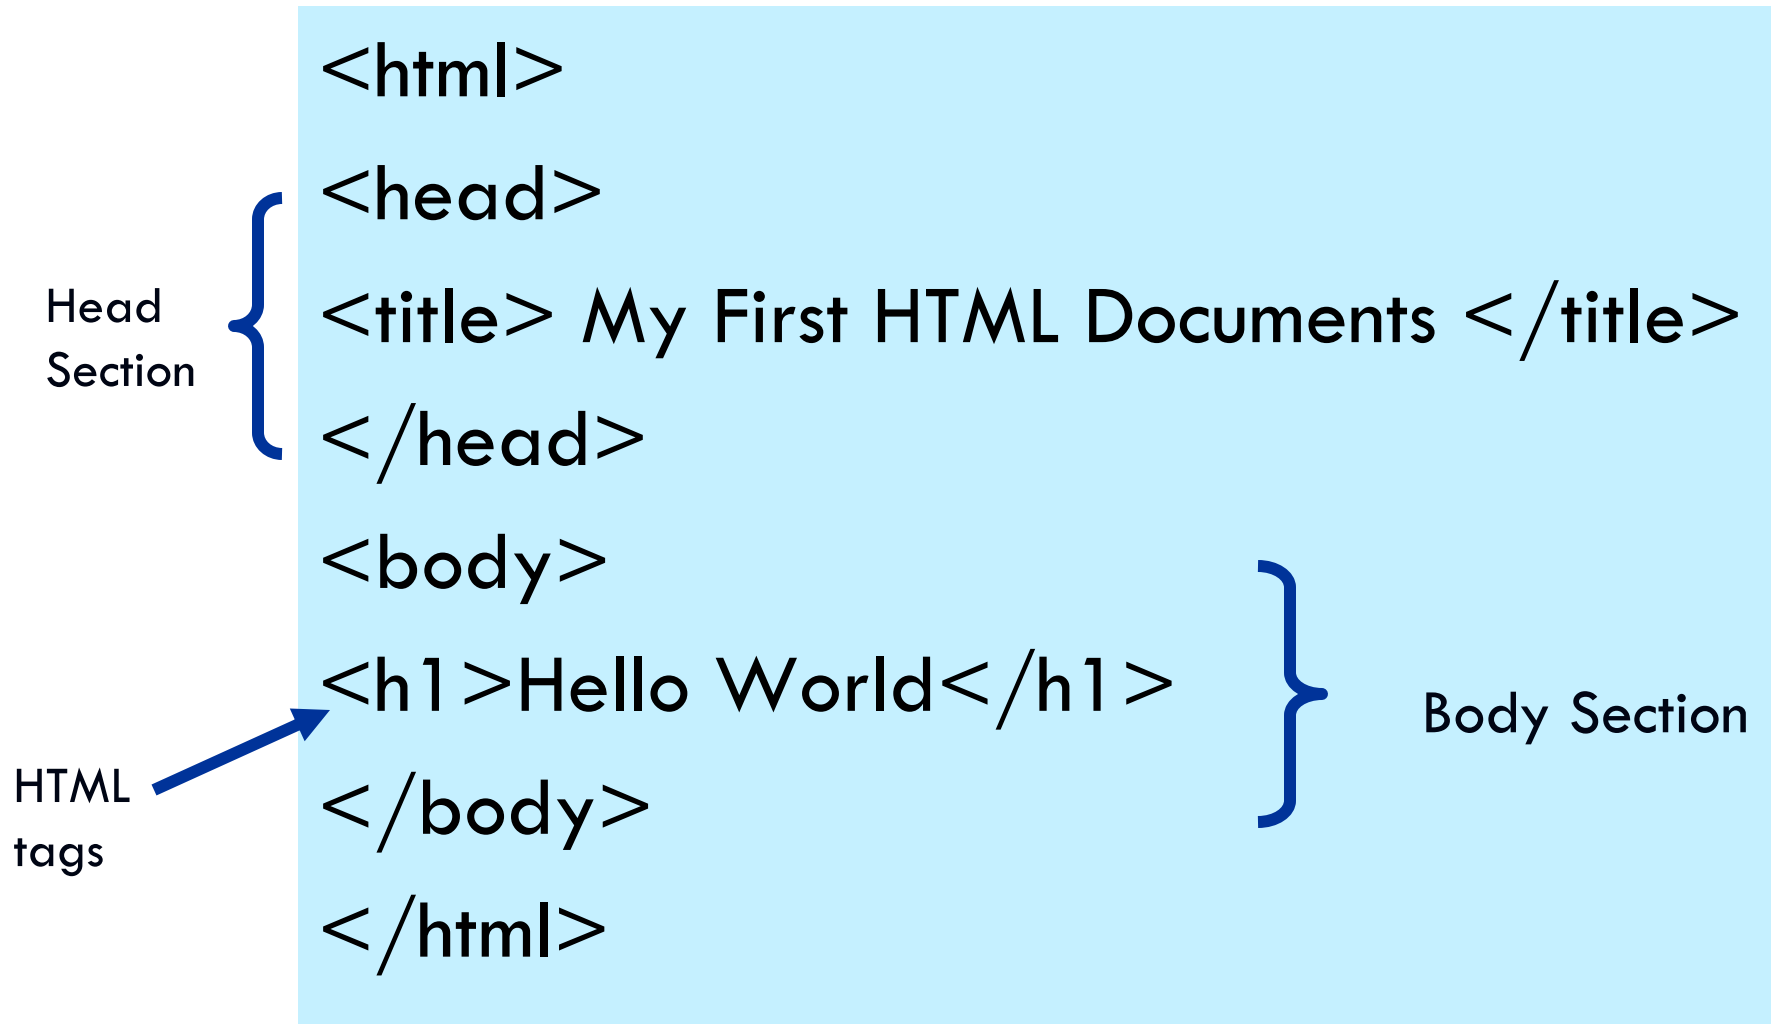 <html>
<head>
<title> My First HTML Documents </title>
</head>
<body>
<h1>Hello World</h1>
</body>
</html>
Head
Section
HTML
tags
Body Section